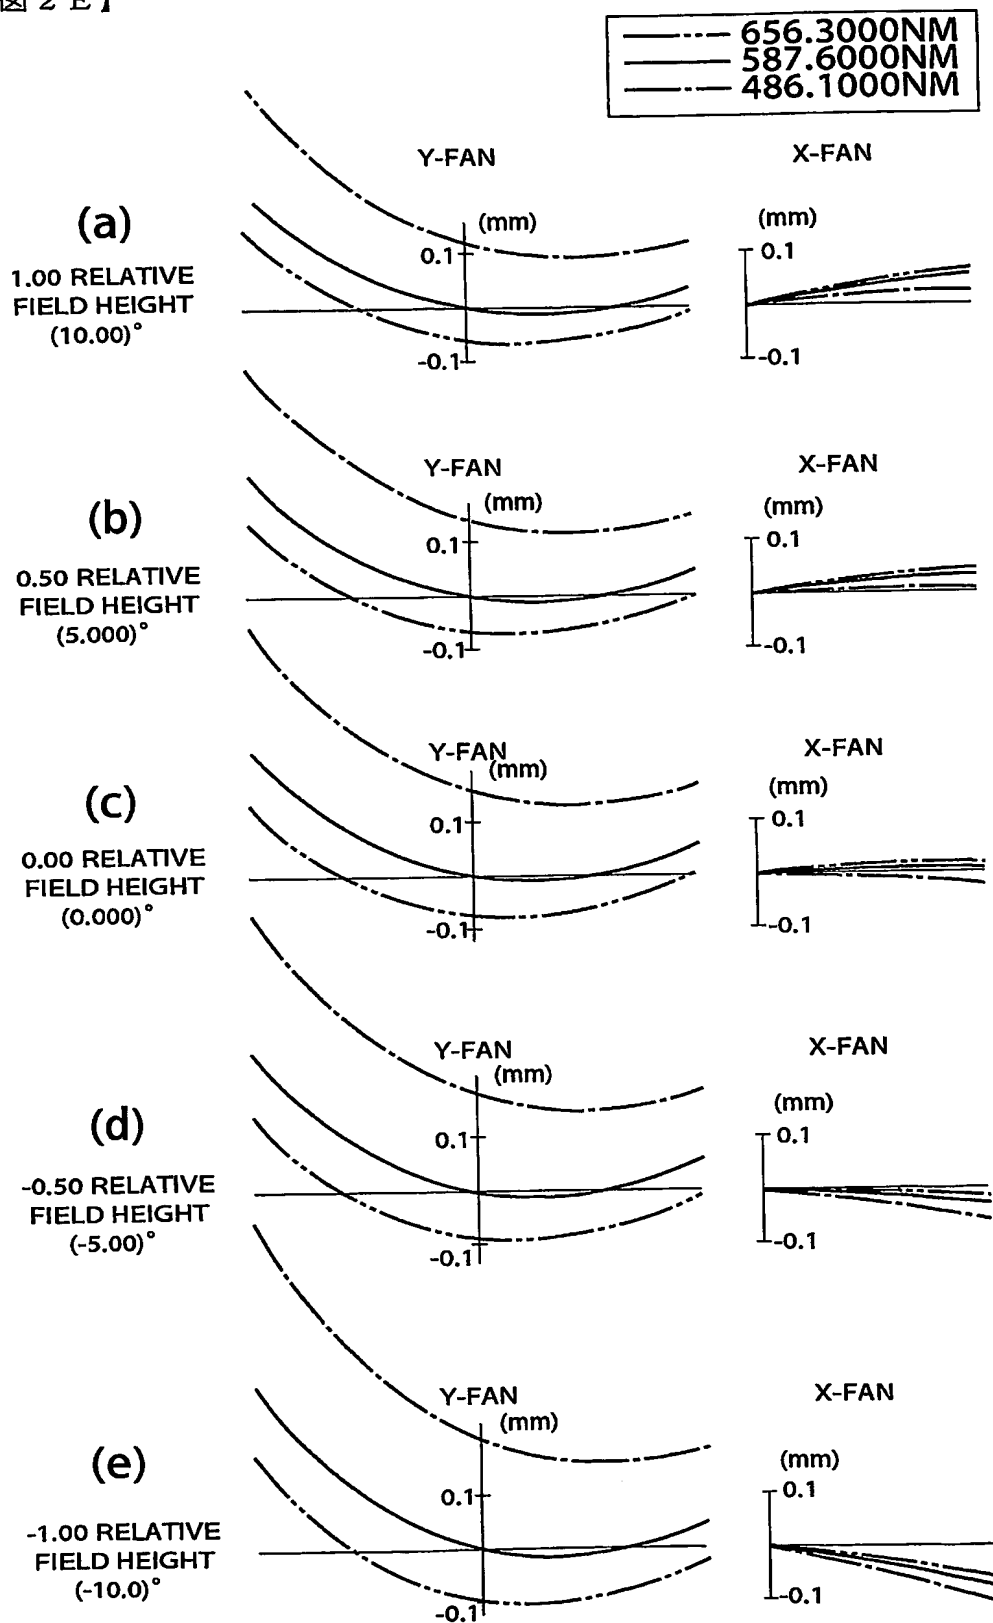 図2E】
656.3000NM
587.6000NM
486.1000NM
Y-FAN
X-FAN
(a)
1.00 RELATIVE
FIELD HEIGHT
(10.00)°
(mm)
0.1
-0.1
(mm)
0.1
-0.1
Y-FAN
X-FAN
(b)
0.50 RELATIVE
FIELD HEIGHT
(5.000)°
(mm)
0.1
-0.1
(mm)
0.1
-0.1
Y-FAN
X-FAN
(c)
0.00 RELATIVE
FIELD HEIGHT
(0.000)°
(mm)
0.1
-0.1
(mm)
0.1
-0.1
Y-FAN
X-FAN
(d)
-0.50 RELATIVE
FIELD HEIGHT
(-5.00)°
(mm)
0.1
-0.1
(mm)
0.1
-0.1
Y-FAN
X-FAN
(e)
-1.00 RELATIVE
FIELD HEIGHT
(-10.0)°
(mm)
0.1
-0.1
(mm)
0.1
-0.1